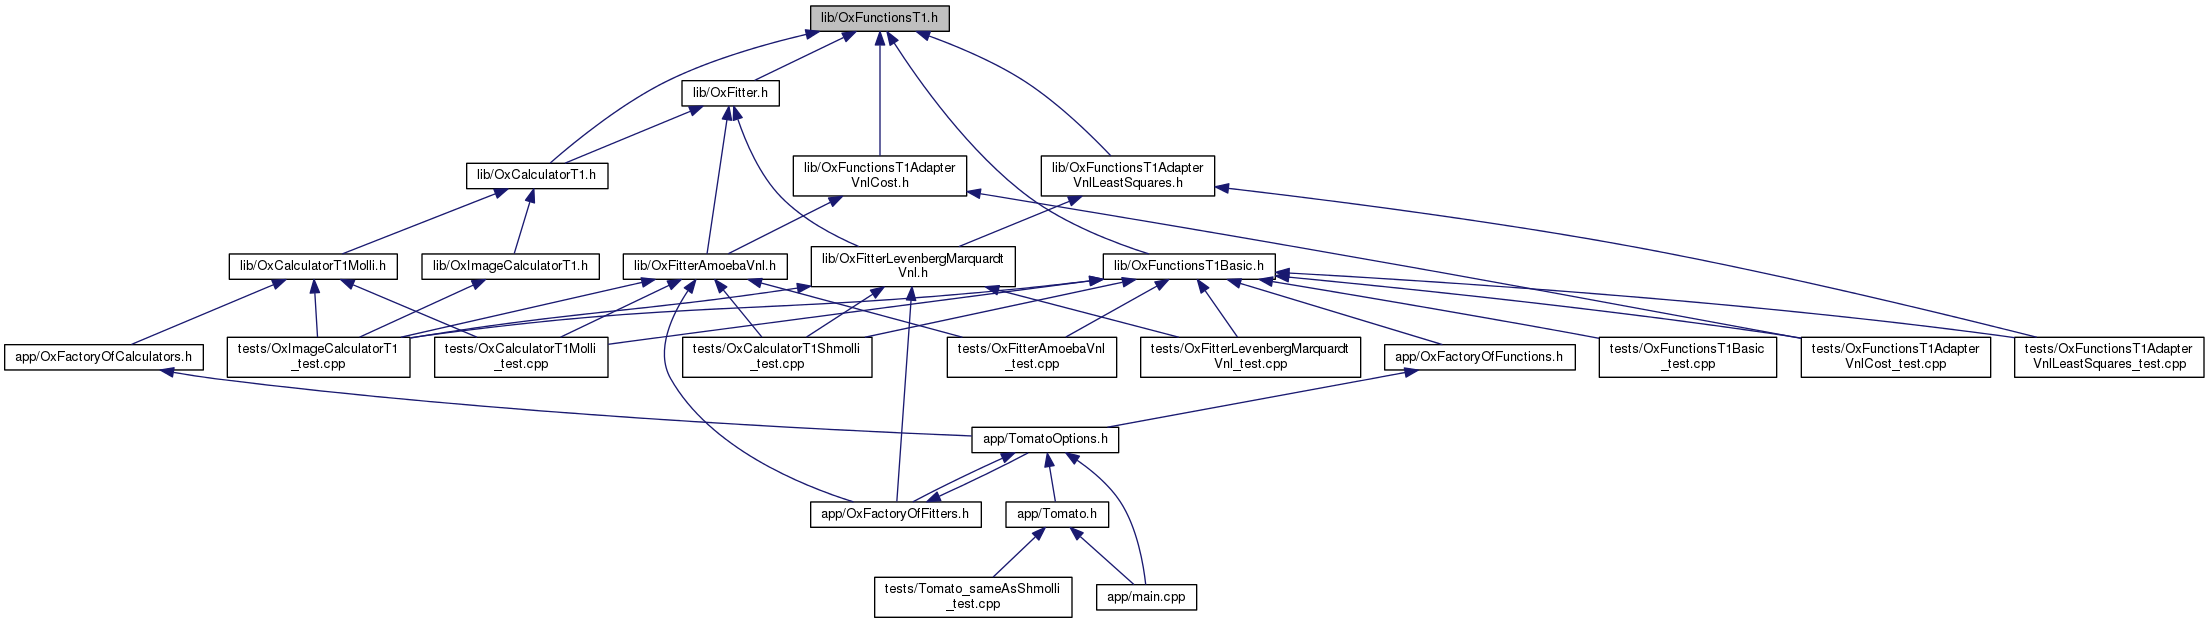 lib/OxFunctionsT1.h
lib/OxFitter.h
lib/OxCalculatorT1.h
lib/OxFunctionsT1Adapter
VnlCost.h
lib/OxFunctionsT1Adapter
VnlLeastSquares.h
lib/OxCalculatorT1Molli.h
lib/OxImageCalculatorT1.h
lib/OxFitterAmoebaVnl.h
lib/OxFitterLevenbergMarquardt
Vnl.h
lib/OxFunctionsT1Basic.h
app/OxFactoryOfCalculators.h
tests/OxImageCalculatorT1
_test.cpp
tests/OxCalculatorT1Molli
_test.cpp
tests/OxCalculatorT1Shmolli
_test.cpp
tests/OxFitterAmoebaVnl
_test.cpp
tests/OxFitterLevenbergMarquardt
Vnl_test.cpp
app/OxFactoryOfFunctions.h
tests/OxFunctionsT1Basic
_test.cpp
tests/OxFunctionsT1Adapter
VnlCost_test.cpp
tests/OxFunctionsT1Adapter
VnlLeastSquares_test.cpp
app/TomatoOptions.h
app/OxFactoryOfFitters.h
app/Tomato.h
tests/Tomato_sameAsShmolli
_test.cpp
app/main.cpp